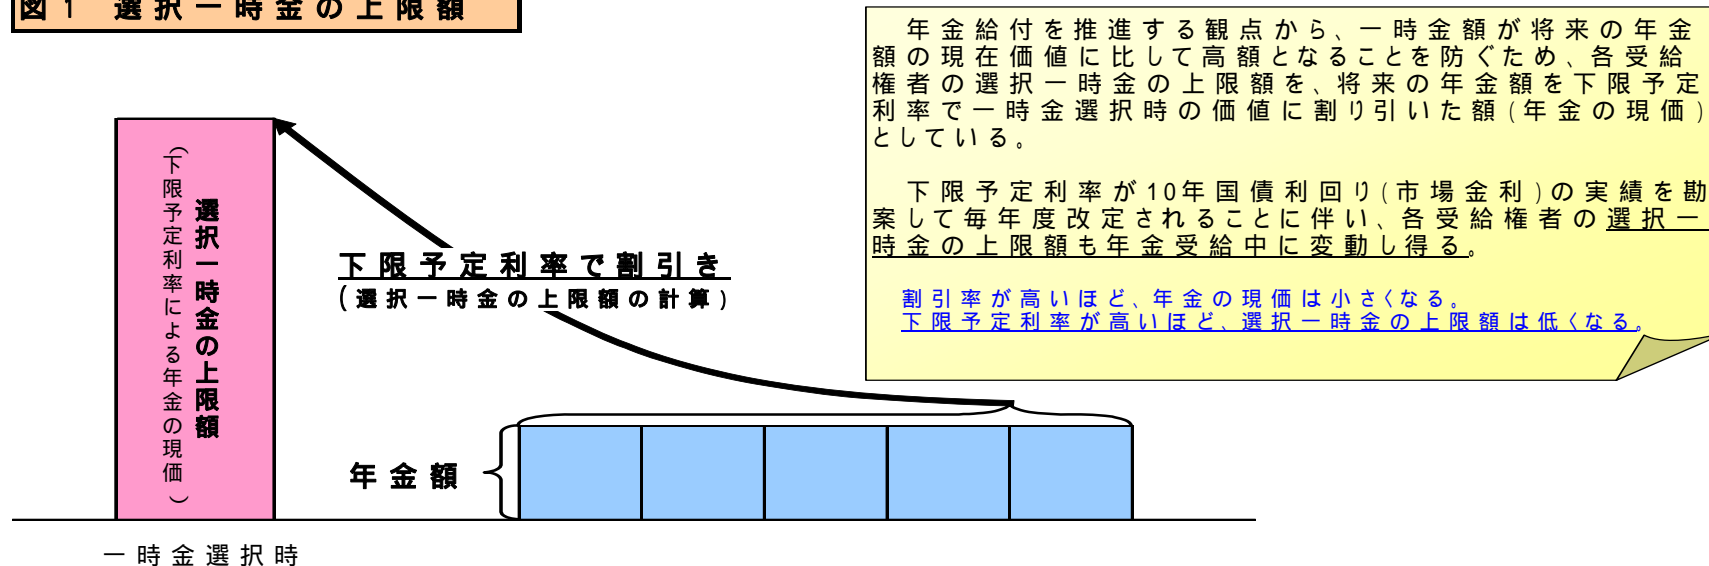 図1 選択一時金の上限額
年金給付を推進する観点から、一時金額が将来の年金
額の現在価値に比して高額となることを防ぐため、各受給
権者の選択一時金の上限額を、将来の年金額を下限予定
利率で一時金選択時の価値に割り引いた額(年金の現価)
としている。
下限予定利率が10年国債利回り(市場金利)の実績を勘
案して毎年度改定されることに伴い、各受給権者の選択一
時金の上限額も年金受給中に変動し得る。
割引率が高いほど、年金の現価は小さくなる。
下限予定利率が高いほど、選択一時金の上限額は低くなる。
選択一時金の上限額
(下限予定利率による年金の現価)
下限予定利率で割引き
(選択一時金の上限額の計算)
年金額
一時金選択時